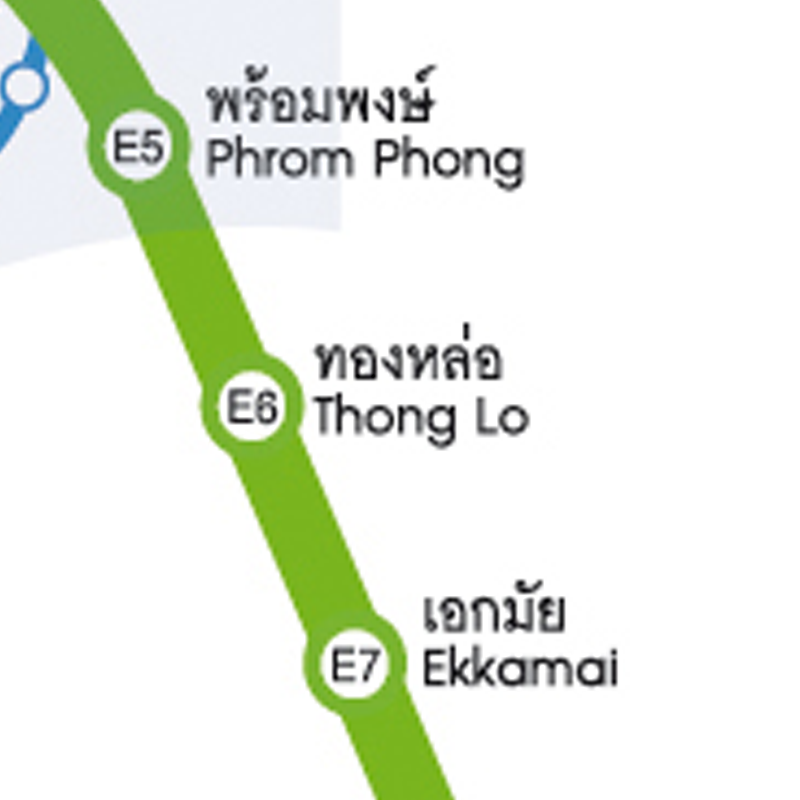 พร้อมพงษ์
E5
Phrom Phong
ทองหล่อ
E6
Thong Lo
เอกมัย
E7
Ekkamai